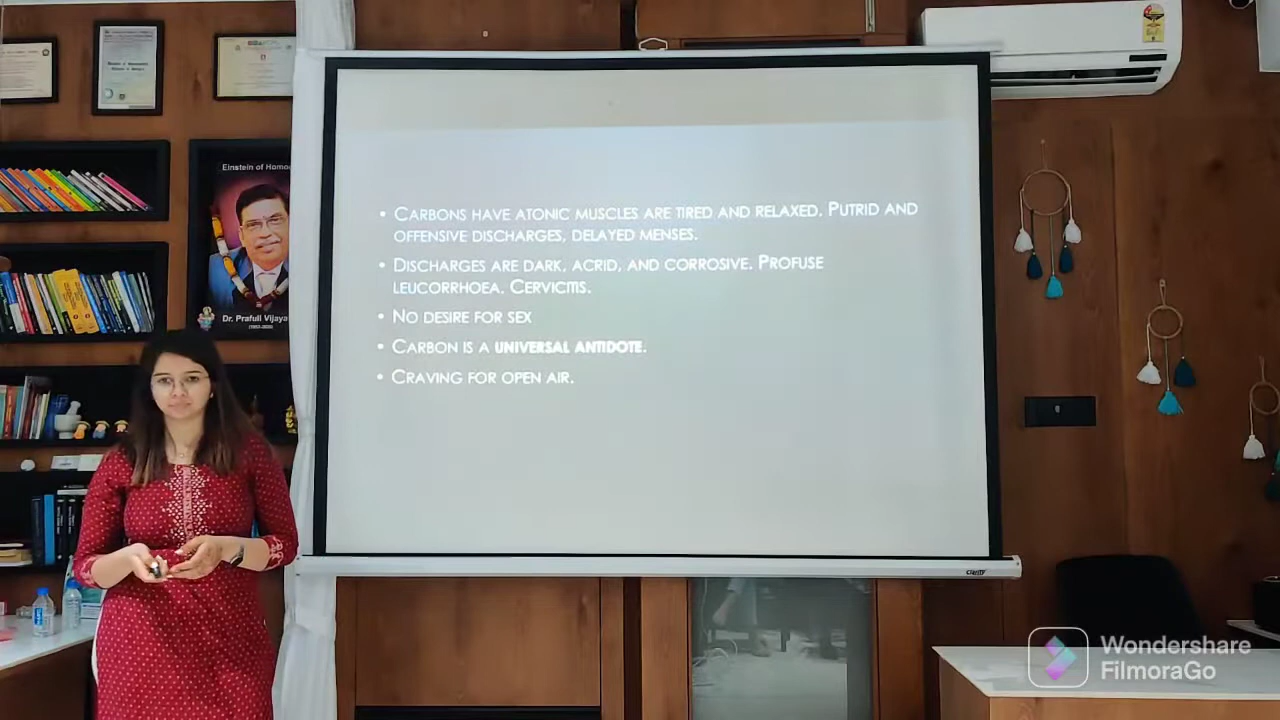 Einstein of Homo
Dr. Prafull Vijaya
• CARBONS HAVE ATONIC MUSCLES ARE TIRED AND RELAXED. PUTRID AND
OFFENSIVE DISCHARGES, DELAYED MENSES.
• DISCHARGES ARE DARK, ACRID, AND CORROSIVE. PROFUSE
LEUCORRHOEA. CERVICITIS.
• NO DESIRE FOR SEX
• CARBON IS A UNIVERSAL ANTIDOTE.
• CRAVING FOR OPEN AIR.
Wondershare
FilmoraGo